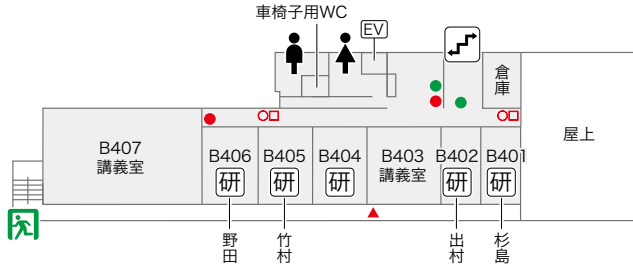 車椅子用WC
EV
倉庫
屋上
B407
講義室
B406
研
B405
研
B404
研
B403
講義室
B402
研
B401
研
野田
竹村
出村
杉島